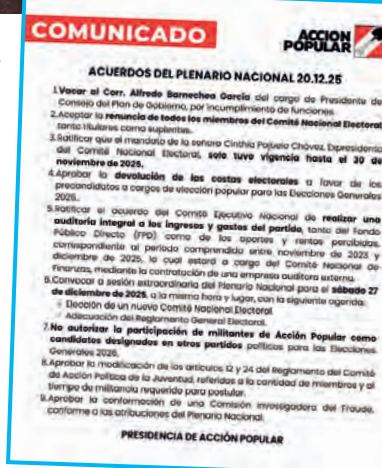 COMUNICADO
ACCION
POPULAR
ACUERDOS DEL PLENARIO NACIONAL 20.12.25
1.Vacar al Corr. Alfredo Barnechea García del cargo de Presidente de
Consejo del Plan de Gobierno, por incumplimiento de funciones.
2.Aceptar la renuncia de todos los miembros del Comité Nacional Electoral
tanto titulares como suplentes.
3.Ratificar que el mandato de la señora Cinthia Pajuelo Chávez, Expresidenta
del Comité Nacional Electoral, solo tuvo vigencia hasta el 30 de
noviembre de 2025.
4.Aprobar la devolución de las costas electorales a favor de los
precandidatos a cargos de elección popular para las Elecciones Generales
2026.
5.Ratificar el acuerdo del Comité Ejecutivo Nacional de realizar una
auditoria integral a los ingresos y gastos del partido, tanto del Fondo
Público Directo (FPD) como de los aportes y rentas percibidas,
correspondiente al periodo comprendido entre noviembre de 2023 y
diciembre de 2025, la cual estará a cargo del Comité Nacional de
Finanzas, mediante la contratación de una empresa auditora externa.
6.Convocar a sesión extraordinaria del Plenario Nacional para el sábado 27
de diciembre de 2025, a la misma hora y lugar, con la siguiente agenda:
Elección de un nuevo Comité Nacional Electoral
Adecuación del Reglamento General Electoral.
7.No autorizar la participación de militantes de Acción Popular como
candidatos designados en otros partidos políticos para las Elecciones
Generales 2026.
8.Aprobar la modificación de los artículos 12 y 24 del Reglamento del Comité
de Acción Política de la Juventud, referidos a la cantidad de miembros y al
tiempo de militancia requerido para postular.
9.Aprobar la conformación de una Comisión Investigadora del Fraude,
conforme a las atribuciones del Plenario Nacional.
PRESIDENCIA DE ACCIÓN POPULAR